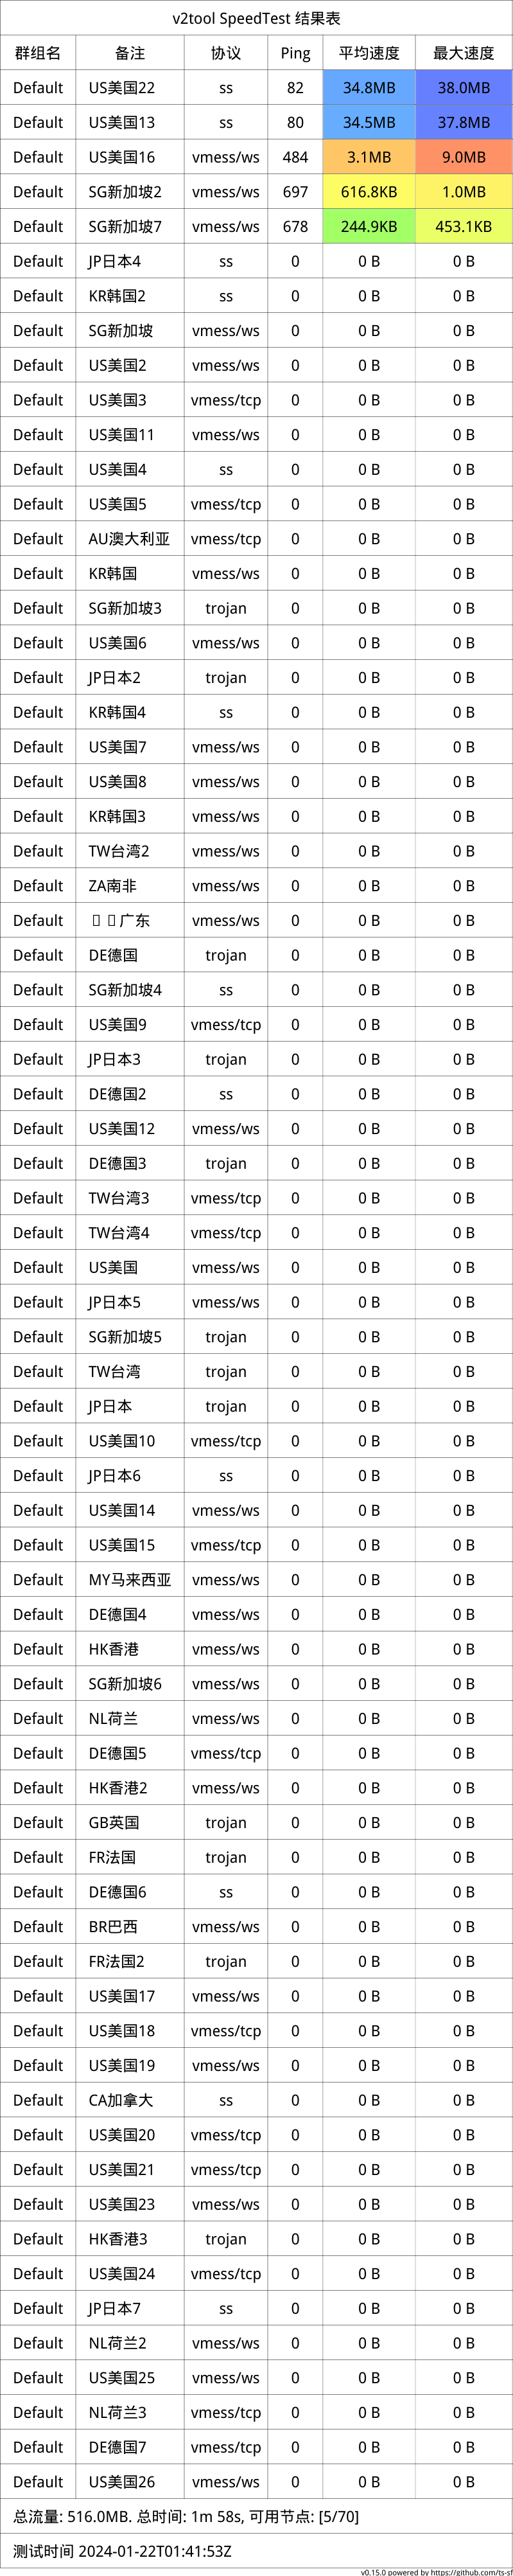 v2tool SpeedTest 结果表
群组名 备注 协议 Ping 平均速度 最大速度
Default US美国22 ss 82 34.8MB 38.0MB
Default US美国13 ss 80 34.5MB 37.8MB
Default US美国16 vmess/ws 484 3.1MB 9.0MB
Default SG新加坡2 vmess/ws 697 616.8KB 1.0MB
Default SG新加坡7 vmess/ws 678 244.9KB 453.1KB
Default JP日本4 ss 0 0 B 0 B
Default KR韩国2 ss 0 0 B 0 B
Default SG新加坡 vmess/ws 0 0 B 0 B
Default US美国2 vmess/ws 0 0 B 0 B
Default US美国3 vmess/tcp 0 0 B 0 B
Default US美国11 vmess/ws 0 0 B 0 B
Default US美国4 ss 0 0 B 0 B
Default US美国5 vmess/tcp 0 0 B 0 B
Default AU澳大利亚 vmess/tcp 0 0 B 0 B
Default KR韩国 vmess/ws 0 0 B 0 B
Default SG新加坡3 trojan 0 0 B 0 B
Default US美国6 vmess/ws 0 0 B 0 B
Default JP日本2 trojan 0 0 B 0 B
Default KR韩国4 ss 0 0 B 0 B
Default US美国7 vmess/ws 0 0 B 0 B
Default US美国8 vmess/ws 0 0 B 0 B
Default KR韩国3 vmess/ws 0 0 B 0 B
Default TW台湾2 vmess/ws 0 0 B 0 B
Default ZA南非 vmess/ws 0 0 B 0 B
Default 广东 vmess/ws 0 0 B 0 B
Default DE德国 trojan 0 0 B 0 B
Default SG新加坡4 ss 0 0 B 0 B
Default US美国9 vmess/tcp 0 0 B 0 B
Default JP日本3 trojan 0 0 B 0 B
Default DE德国2 ss 0 0 B 0 B
Default US美国12 vmess/ws 0 0 B 0 B
Default DE德国3 trojan 0 0 B 0 B
Default TW台湾3 vmess/tcp 0 0 B 0 B
Default TW台湾4 vmess/tcp 0 0 B 0 B
Default US美国 vmess/ws 0 0 B 0 B
Default JP日本5 vmess/ws 0 0 B 0 B
Default SG新加坡5 trojan 0 0 B 0 B
Default TW台湾 trojan 0 0 B 0 B
Default JP日本 trojan 0 0 B 0 B
Default US美国10 vmess/tcp 0 0 B 0 B
Default JP日本6 ss 0 0 B 0 B
Default US美国14 vmess/ws 0 0 B 0 B
Default US美国15 vmess/tcp 0 0 B 0 B
Default MY马来西亚 vmess/ws 0 0 B 0 B
Default DE德国4 vmess/ws 0 0 B 0 B
Default HK香港 vmess/ws 0 0 B 0 B
Default SG新加坡6 vmess/ws 0 0 B 0 B
Default NL荷兰 vmess/ws 0 0 B 0 B
Default DE德国5 vmess/tcp 0 0 B 0 B
Default HK香港2 vmess/ws 0 0 B 0 B
Default GB英国 trojan 0 0 B 0 B
Default FR法国 trojan 0 0 B 0 B
Default DE德国6 ss 0 0 B 0 B
Default BR巴西 vmess/ws 0 0 B 0 B
Default FR法国2 trojan 0 0 B 0 B
Default US美国17 vmess/ws 0 0 B 0 B
Default US美国18 vmess/tcp 0 0 B 0 B
Default US美国19 vmess/ws 0 0 B 0 B
Default CA加拿大 ss 0 0 B 0 B
Default US美国20 vmess/tcp 0 0 B 0 B
Default US美国21 vmess/tcp 0 0 B 0 B
Default US美国23 vmess/ws 0 0 B 0 B
Default HK香港3 trojan 0 0 B 0 B
Default US美国24 vmess/tcp 0 0 B 0 B
Default JP日本7 ss 0 0 B 0 B
Default NL荷兰2 vmess/ws 0 0 B 0 B
Default US美国25 vmess/ws 0 0 B 0 B
Default NL荷兰3 vmess/tcp 0 0 B 0 B
Default DE德国7 vmess/tcp 0 0 B 0 B
Default US美国26 vmess/ws 0 0 B 0 B
总流量: 516.0MB. 总时间: 1m 58s, 可用节点: [5/70]
测试时间 2024-01-22T01:41:53Z
v0.15.0 powered by https://github.com/ts-sf